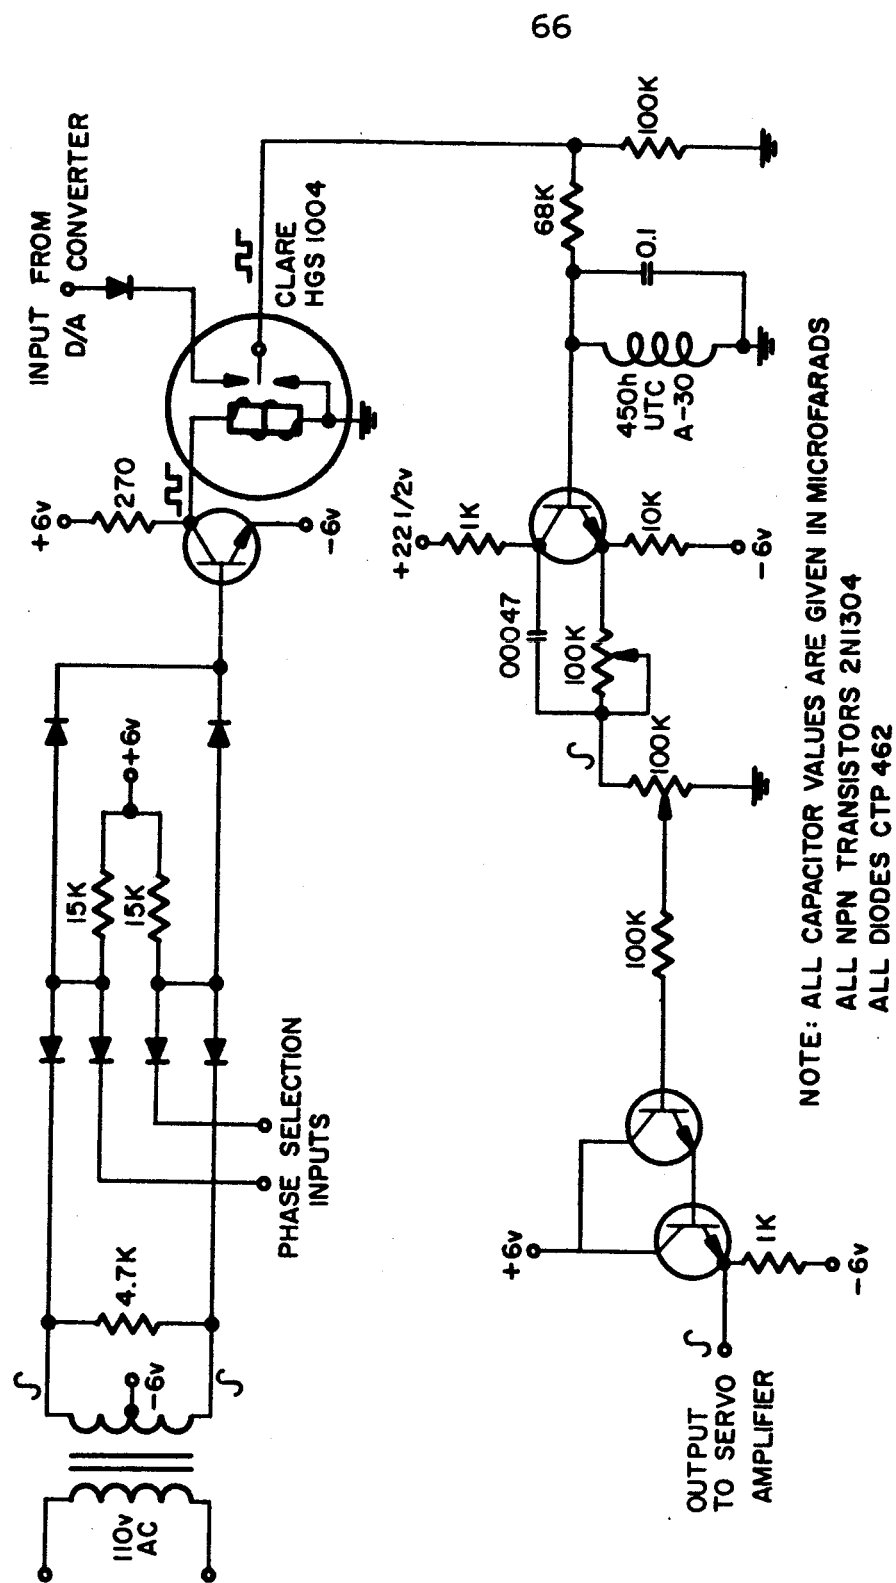 66
INPUT FROM
D/A CONVERTER
+6v
270
-6v
CLARE
HGS 1004
15K
15K
+6v
110v
AC
-6v
4.7K
PHASE SELECTION
INPUTS
100K
68K
0.1
450h
UTC
A-30
+22 1/2v
1K
10K
-6v
00047
100K
100K
100K
+6v
1K
-6v
OUTPUT
TO SERVO
AMPLIFIER
NOTE: ALL CAPACITOR VALUES ARE GIVEN IN MICROFARADS
ALL NPN TRANSISTORS 2N1304
ALL DIODES CTP 462